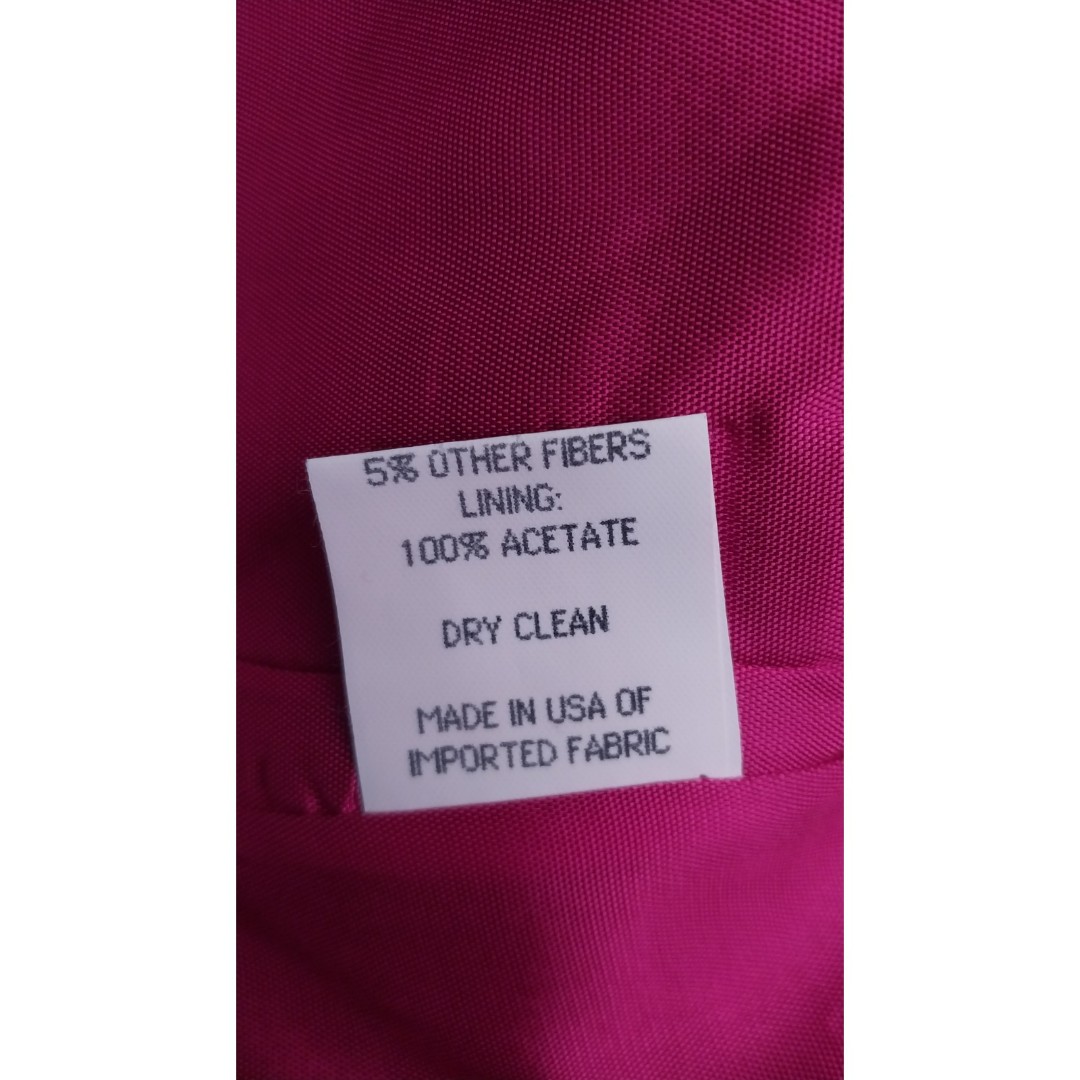 5% OTHER FIBERS
LINING:
100% ACETATE
DRY CLEAN
MADE IN USA OF
IMPORTED FABRIC